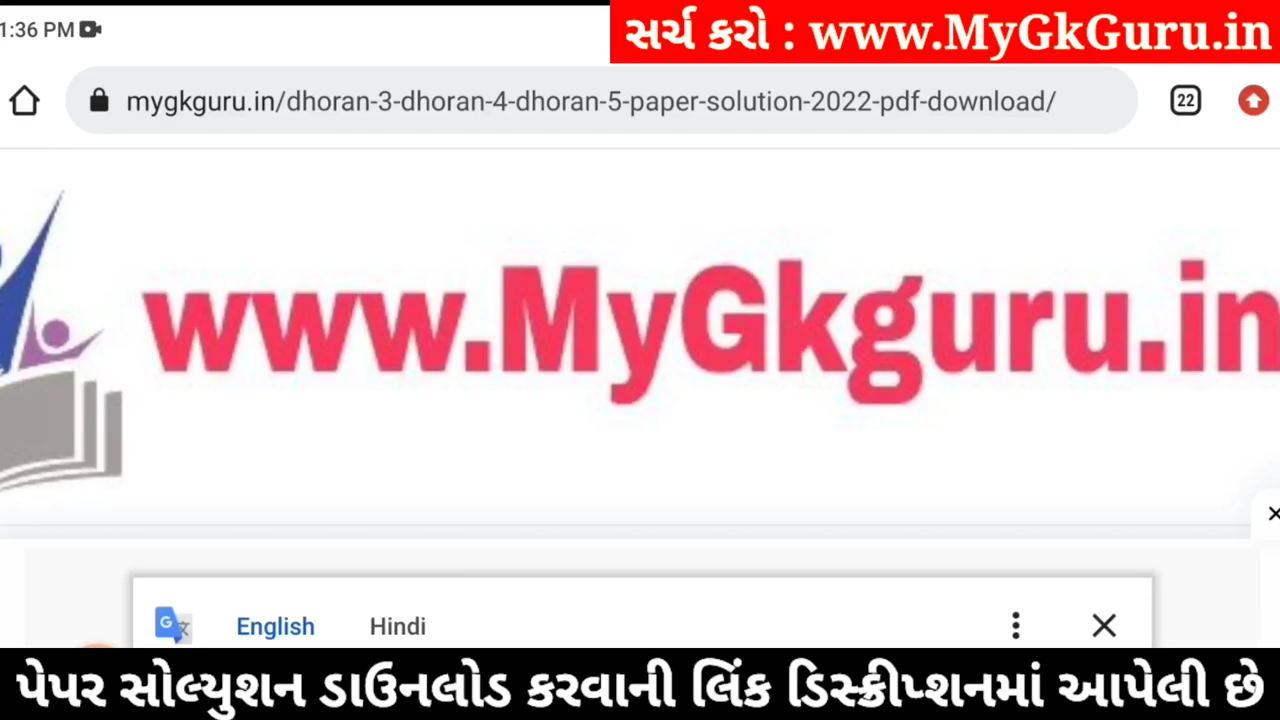 સર્ચ કરો : www.MyGkGuru.in
1:36 PM
mygkguru.in/dhoran-3-dhoran-4-dhoran-5-paper-solution-2022-pdf-download/
22
www.MyGkguru.in
English Hindi
પેપર સોલ્યુશન ડાઉનલોડ કરવાની લિંક ડિસ્ક્રીપ્શનમાં આપેલી છે